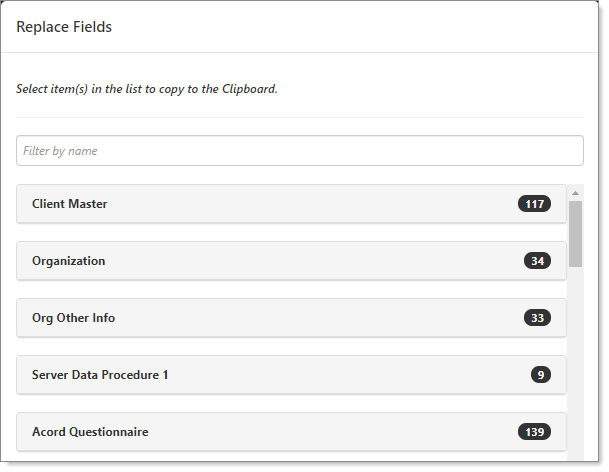 Replace Fields
Select item(s) in the list to copy to the Clipboard.
Filter by name
Client Master 117
Organization 34
Org Other Info 33
Server Data Procedure 1 9
Acord Questionnaire 139